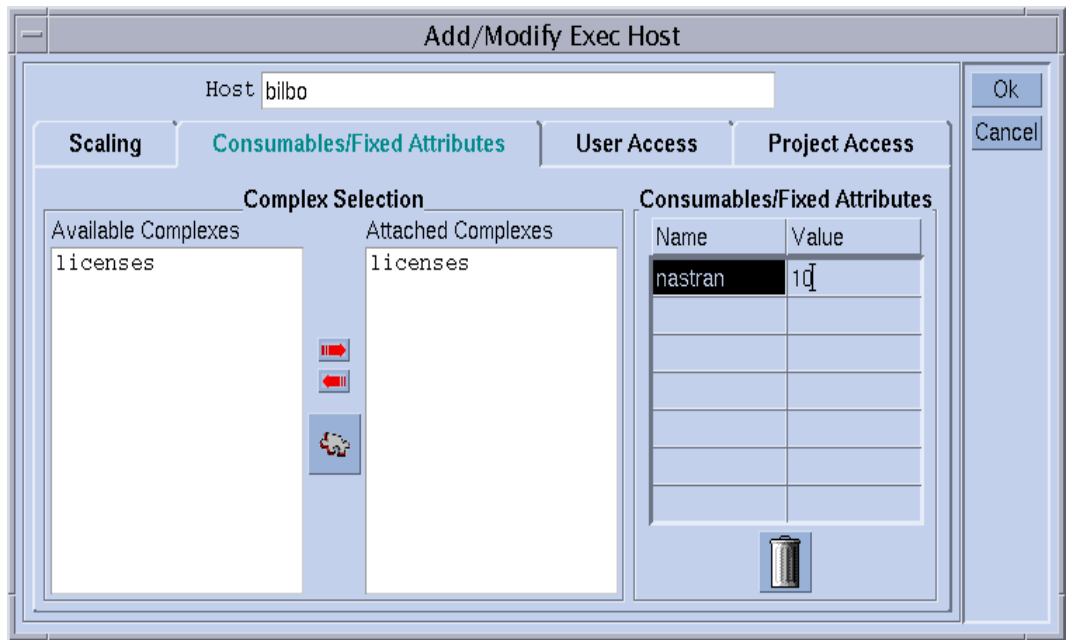 Add/Modify Exec Host
Host bilbo
Ok
Cancel
Scaling Consumables/Fixed Attributes User Access Project Access
Complex Selection
Available Complexes Attached Complexes
licenses licenses
Consumables/Fixed Attributes
Name Value
nastran 10